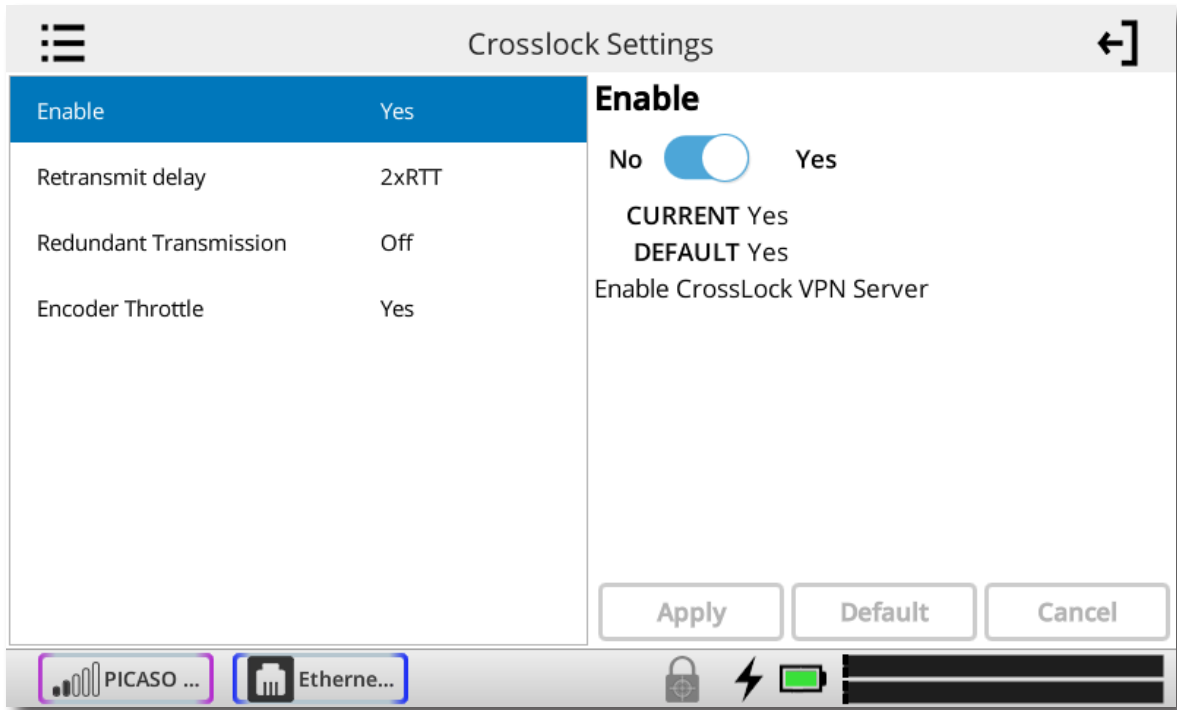 Crosslock Settings
Enable Yes
Retransmit delay 2xRTT
Redundant Transmission Off
Encoder Throttle Yes
Enable
No Yes
CURRENT Yes
DEFAULT Yes
Enable CrossLock VPN Server
Apply Default Cancel
PICASO ... Etherne...